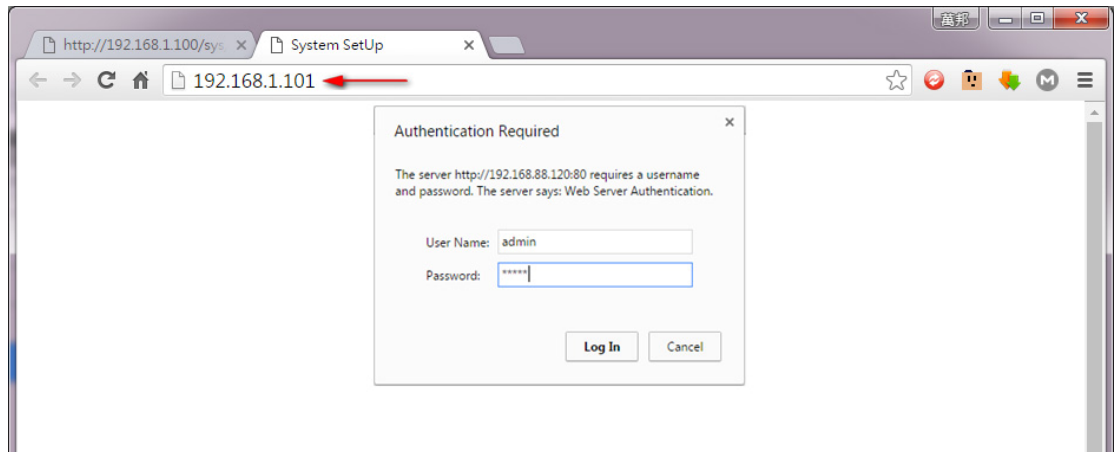 萬邦
http://192.168.1.100/sys
System SetUp
192.168.1.101
Authentication Required
The server http://192.168.88.120:80 requires a username
and password. The server says: Web Server Authentication.
User Name: admin
Password: *****
Log In Cancel